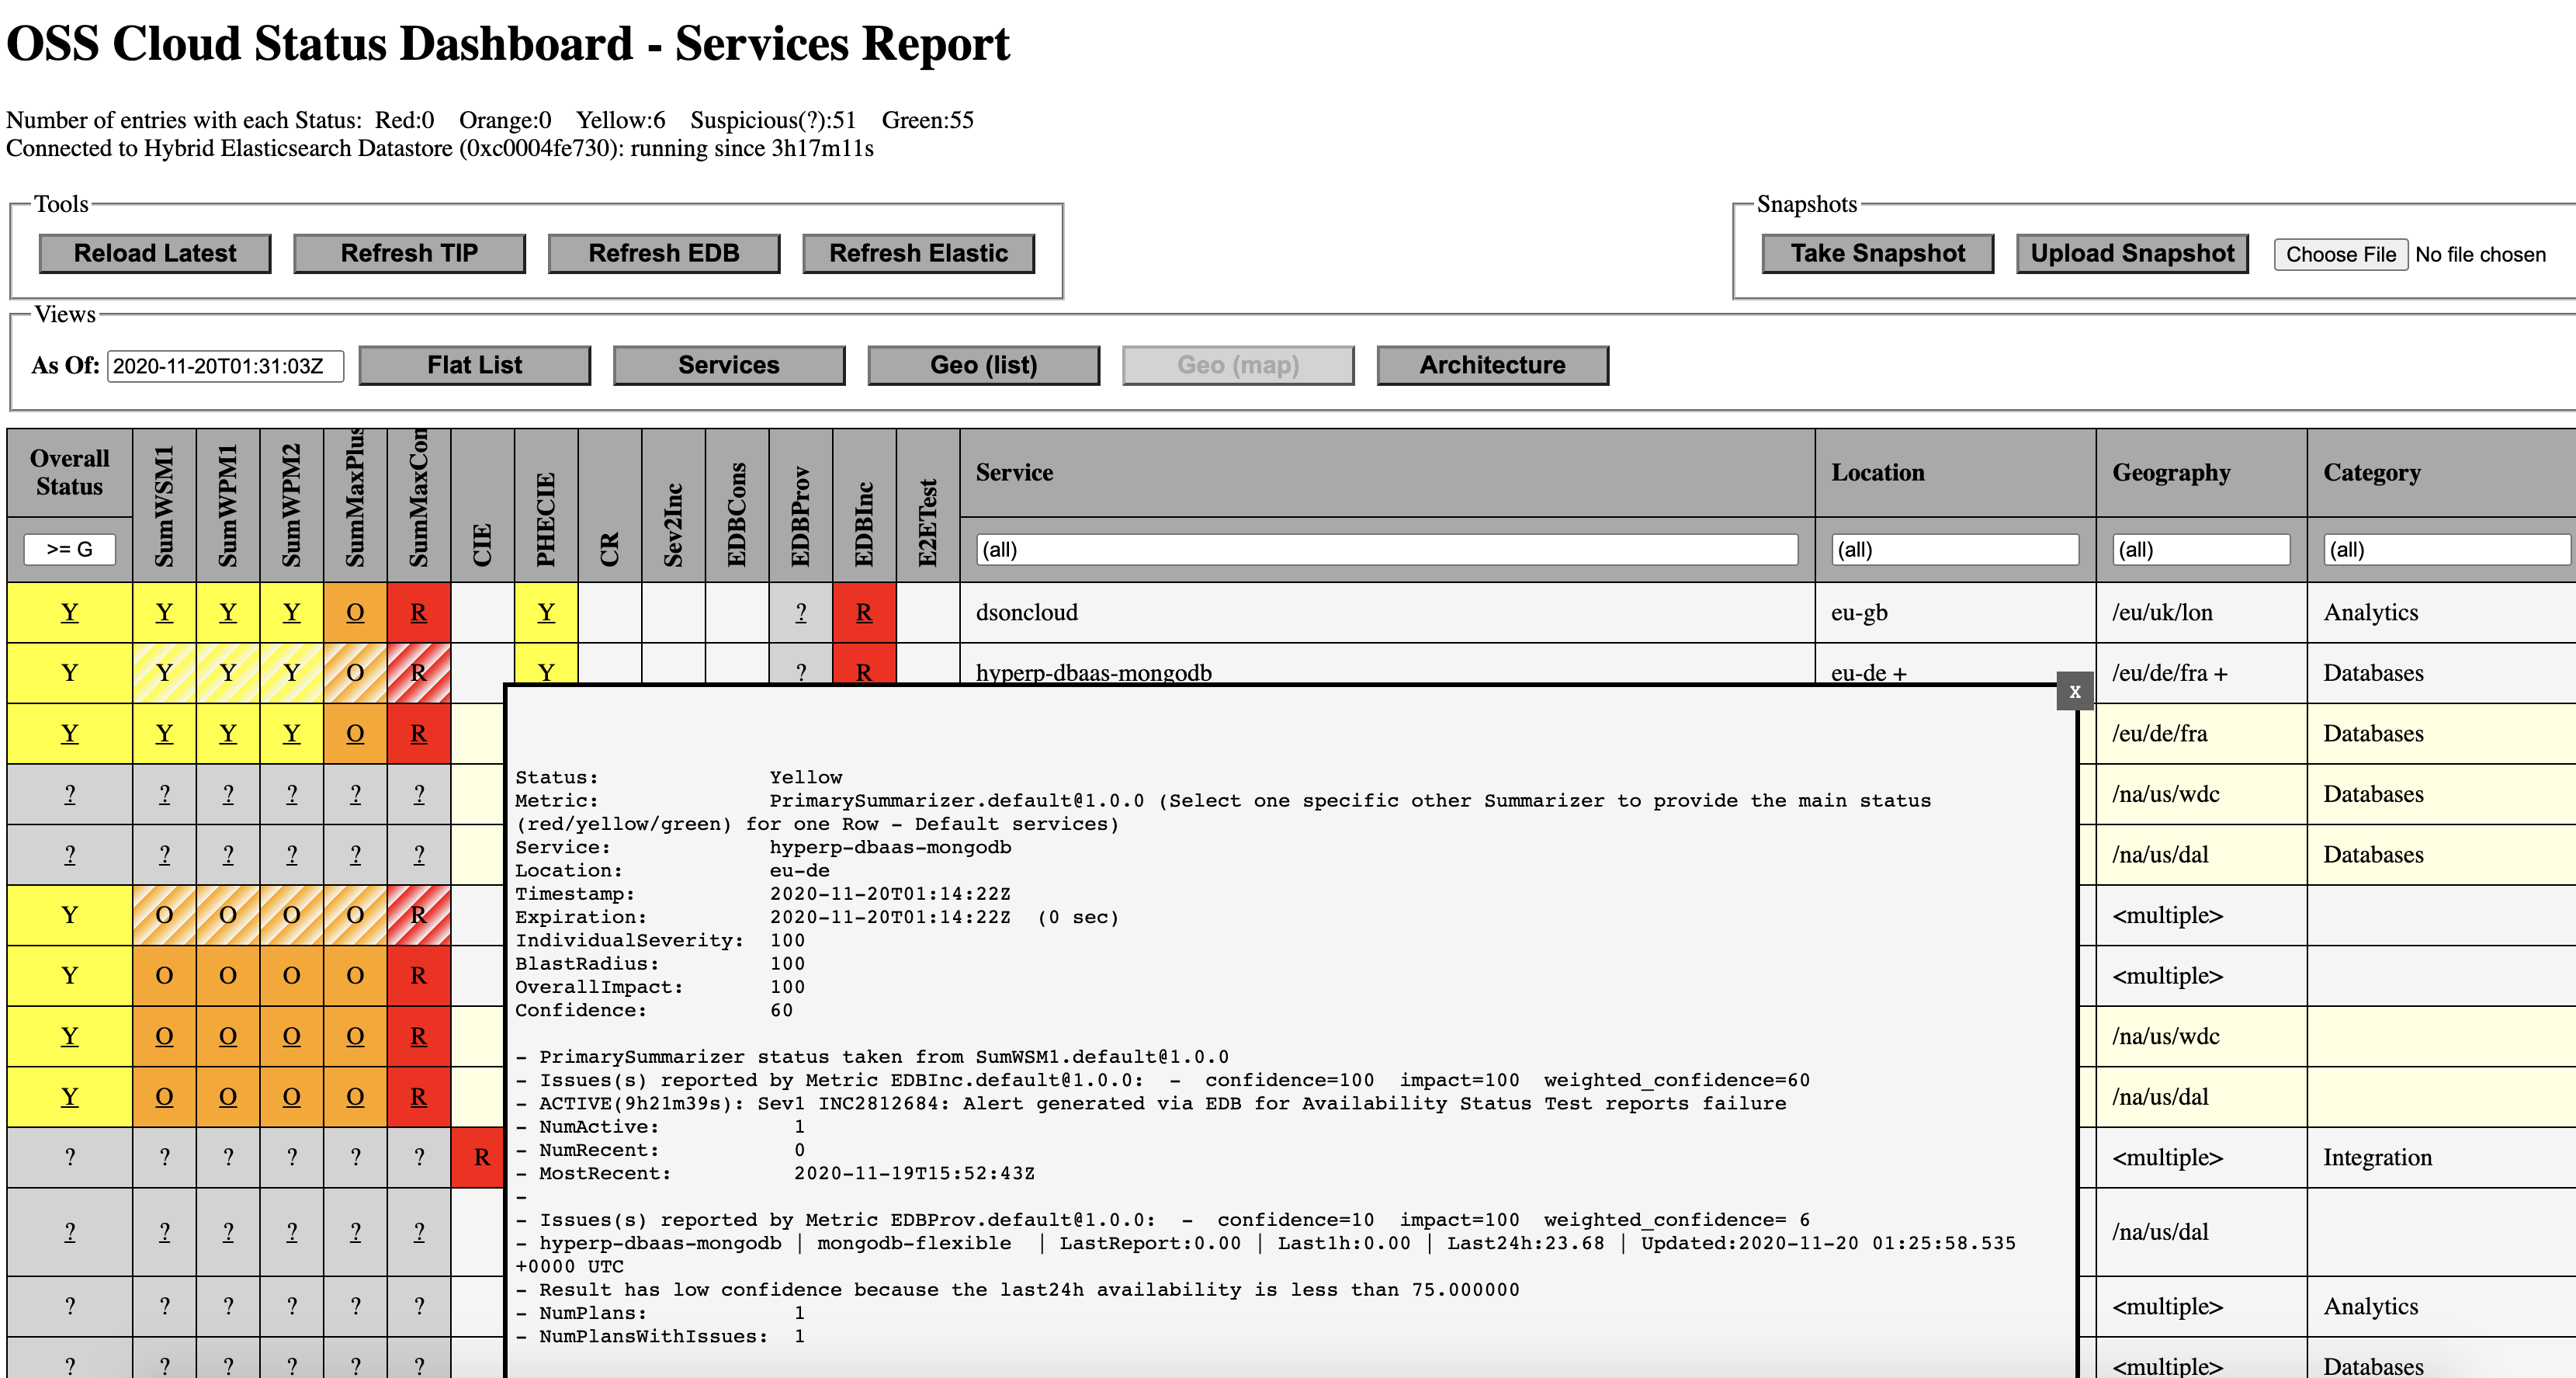 OSS Cloud Status Dashboard - Services Report
Number of entries with each Status: Red:0 Orange:0 Yellow:6 Suspicious(?):51 Green:55
Connected to Hybrid Elasticsearch Datastore (0xc0004fe730): running since 3h17m11s
Tools
Reload Latest Refresh TIP Refresh EDB Refresh Elastic
Snapshots
Take Snapshot Upload Snapshot Choose File No file chosen
Views
As Of: 2020-11-20T01:31:03Z Flat List Services Geo (list) Geo (map) Architecture
Overall Status SumWSM1 SumWPM1 SumWPM2 SumMaxPlus SumMaxCon CIE PHECIE CR Sev2Inc EDBCons EDBProv EDBInc E2ETest Service Location Geography Category
>= G (all) (all) (all) (all)
Y Y Y Y O R Y ? R dsoncloud eu-gb /eu/uk/lon Analytics
Y Y Y Y O R Y ? R hyperp-dbaas-mongodb eu-de + /eu/de/fra + Databases
x
Y Y Y Y O R /eu/de/fra Databases
? ? ? ? ? ? /na/us/wdc Databases
? ? ? ? ? ? /na/us/dal Databases
Y O O O O R <multiple>
Y O O O O R <multiple>
Y O O O O R /na/us/wdc
Y O O O O R /na/us/dal
? ? ? ? ? ? R <multiple> Integration
? ? ? ? ? ? /na/us/dal
? ? ? ? ? ? <multiple> Analytics
? ? ? ? ? ? <multiple> Databases
Status: Yellow
Metric: PrimarySummarizer.default@1.0.0 (Select one specific other Summarizer to provide the main status
(red/yellow/green) for one Row - Default services)
Service: hyperp-dbaas-mongodb
Location: eu-de
Timestamp: 2020-11-20T01:14:22Z
Expiration: 2020-11-20T01:14:22Z (0 sec)
IndividualSeverity: 100
BlastRadius: 100
OverallImpact: 100
Confidence: 60
- PrimarySummarizer status taken from SumWSM1.default@1.0.0
- Issues(s) reported by Metric EDBInc.default@1.0.0: - confidence=100 impact=100 weighted_confidence=60
- ACTIVE(9h21m39s): Sev1 INC2812684: Alert generated via EDB for Availability Status Test reports failure
- NumActive: 1
- NumRecent: 0
- MostRecent: 2020-11-19T15:52:43Z
-
- Issues(s) reported by Metric EDBProv.default@1.0.0: - confidence=10 impact=100 weighted_confidence= 6
- hyperp-dbaas-mongodb | mongodb-flexible | LastReport:0.00 | Last1h:0.00 | Last24h:23.68 | Updated:2020-11-20 01:25:58.535
+0000 UTC
- Result has low confidence because the last24h availability is less than 75.000000
- NumPlans: 1
- NumPlansWithIssues: 1